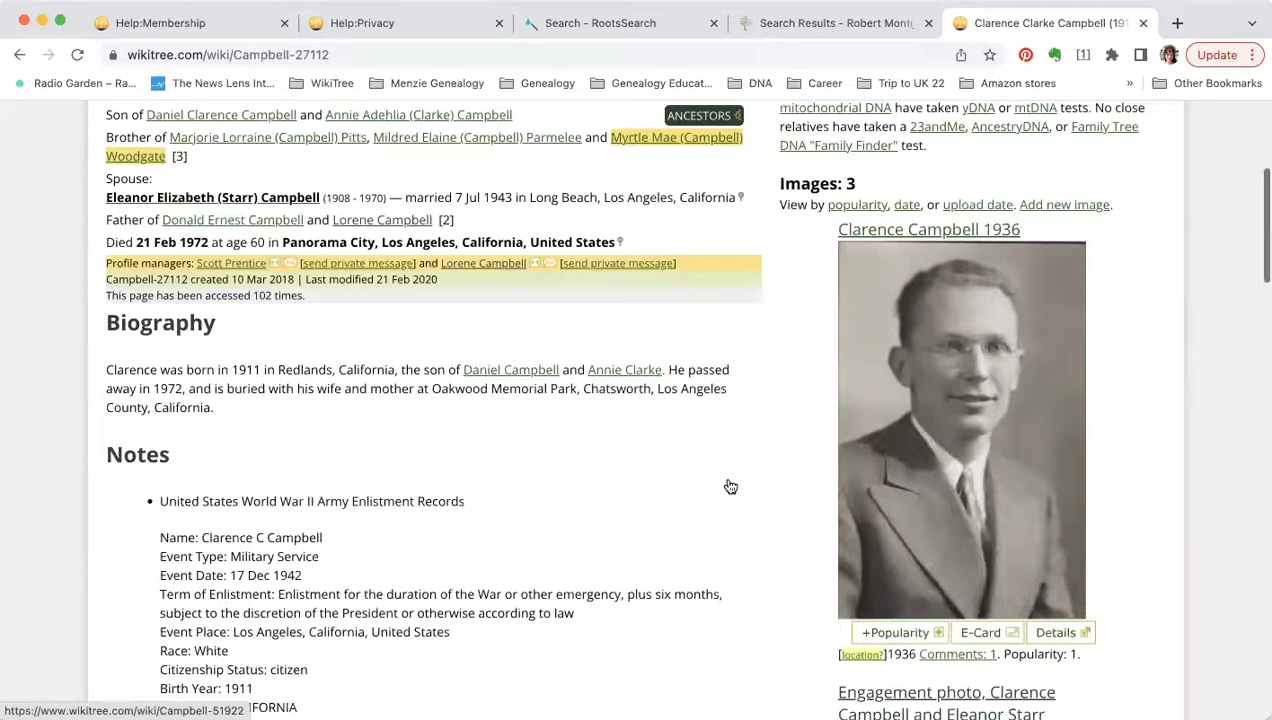 Help:Membership
Help:Privacy
Search - RootsSearch
Search Results - Robert Montg
Clarence Clarke Campbell (191
wikitree.com/wiki/Campbell-27112
[1]
Update
Radio Garden – Ra...
The News Lens Int...
WikiTree
Menzie Genealogy
Genealogy
Genealogy Educat...
DNA
Career
Trip to UK 22
Amazon stores
»
Other Bookmarks
Son of Daniel Clarence Campbell and Annie Adehlia (Clarke) Campbell
ANCESTORS
Brother of Marjorie Lorraine (Campbell) Pitts, Mildred Elaine (Campbell) Parmelee and Myrtle Mae (Campbell)
Woodgate [3]
Spouse:
Eleanor Elizabeth (Starr) Campbell (1908 - 1970) — married 7 Jul 1943 in Long Beach, Los Angeles, California
Father of Donald Ernest Campbell and Lorene Campbell [2]
Died 21 Feb 1972 at age 60 in Panorama City, Los Angeles, California, United States
Profile managers: Scott Prentice [send private message] and Lorene Campbell [send private message]
Campbell-27112 created 10 Mar 2018 | Last modified 21 Feb 2020
This page has been accessed 102 times.
Biography
Clarence was born in 1911 in Redlands, California, the son of Daniel Campbell and Annie Clarke. He passed
away in 1972, and is buried with his wife and mother at Oakwood Memorial Park, Chatsworth, Los Angeles
County, California.
Notes
• United States World War II Army Enlistment Records
Name: Clarence C Campbell
Event Type: Military Service
Event Date: 17 Dec 1942
Term of Enlistment: Enlistment for the duration of the War or other emergency, plus six months,
subject to the discretion of the President or otherwise according to law
Event Place: Los Angeles, California, United States
Race: White
Citizenship Status: citizen
Birth Year: 1911
IFORNIA
https://www.wikitree.com/wiki/Campbell-51922
mitochondrial DNA have taken yDNA or mtDNA tests. No close
relatives have taken a 23andMe, AncestryDNA, or Family Tree
DNA "Family Finder" test.
Images: 3
View by popularity, date, or upload date. Add new image.
Clarence Campbell 1936
+Popularity
E-Card
Details
[location?]1936 Comments: 1. Popularity: 1.
Engagement photo, Clarence
Campbell and Eleanor Starr